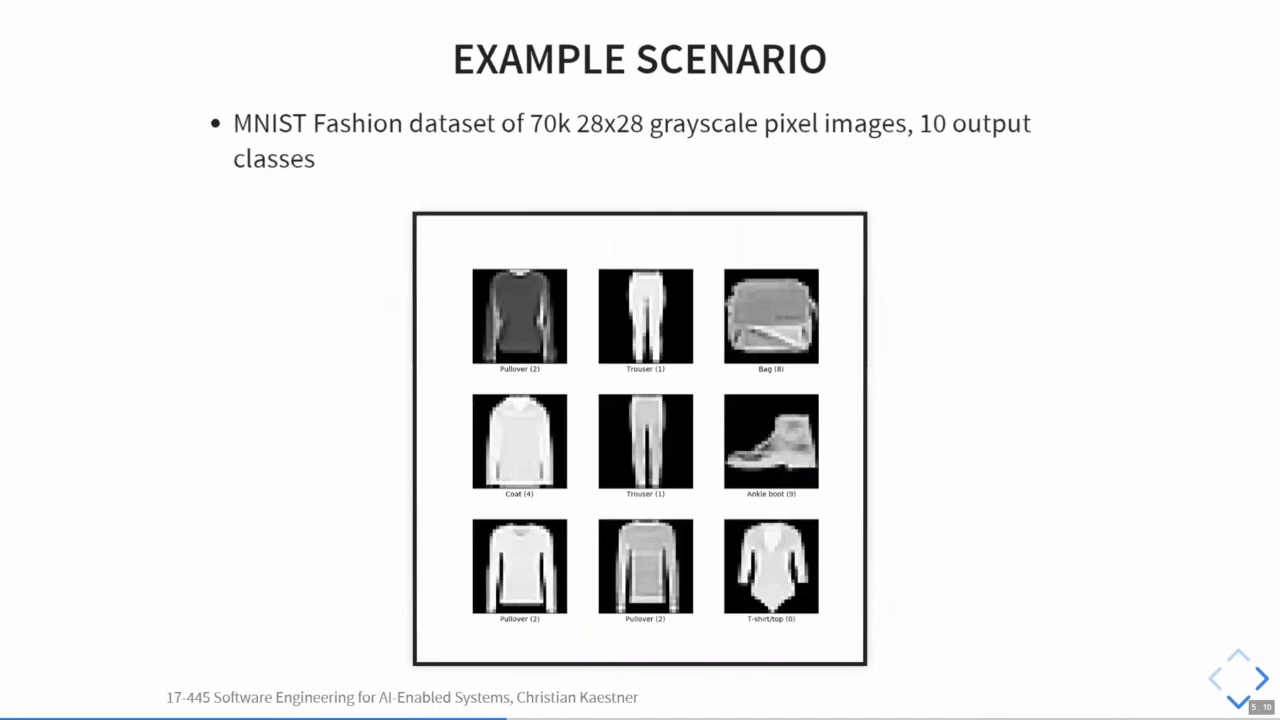 EXAMPLE SCENARIO
• MNIST Fashion dataset of 70k 28x28 grayscale pixel images, 10 output
classes
Pullover (2)
Trouser (1)
Bag (8)
Coat (4)
Trouser (1)
Ankle boot (9)
Pullover (2)
Pullover (2)
T-shirt/top (0)
17-445 Software Engineering for AI-Enabled Systems, Christian Kaestner
5 . 10